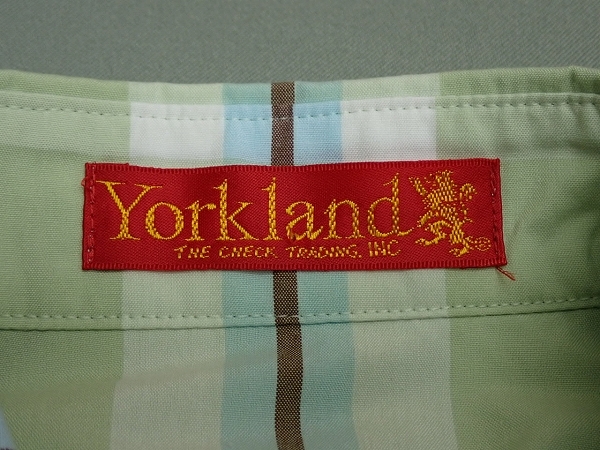 Yorkland
THE CHECK TRADING, INC
®